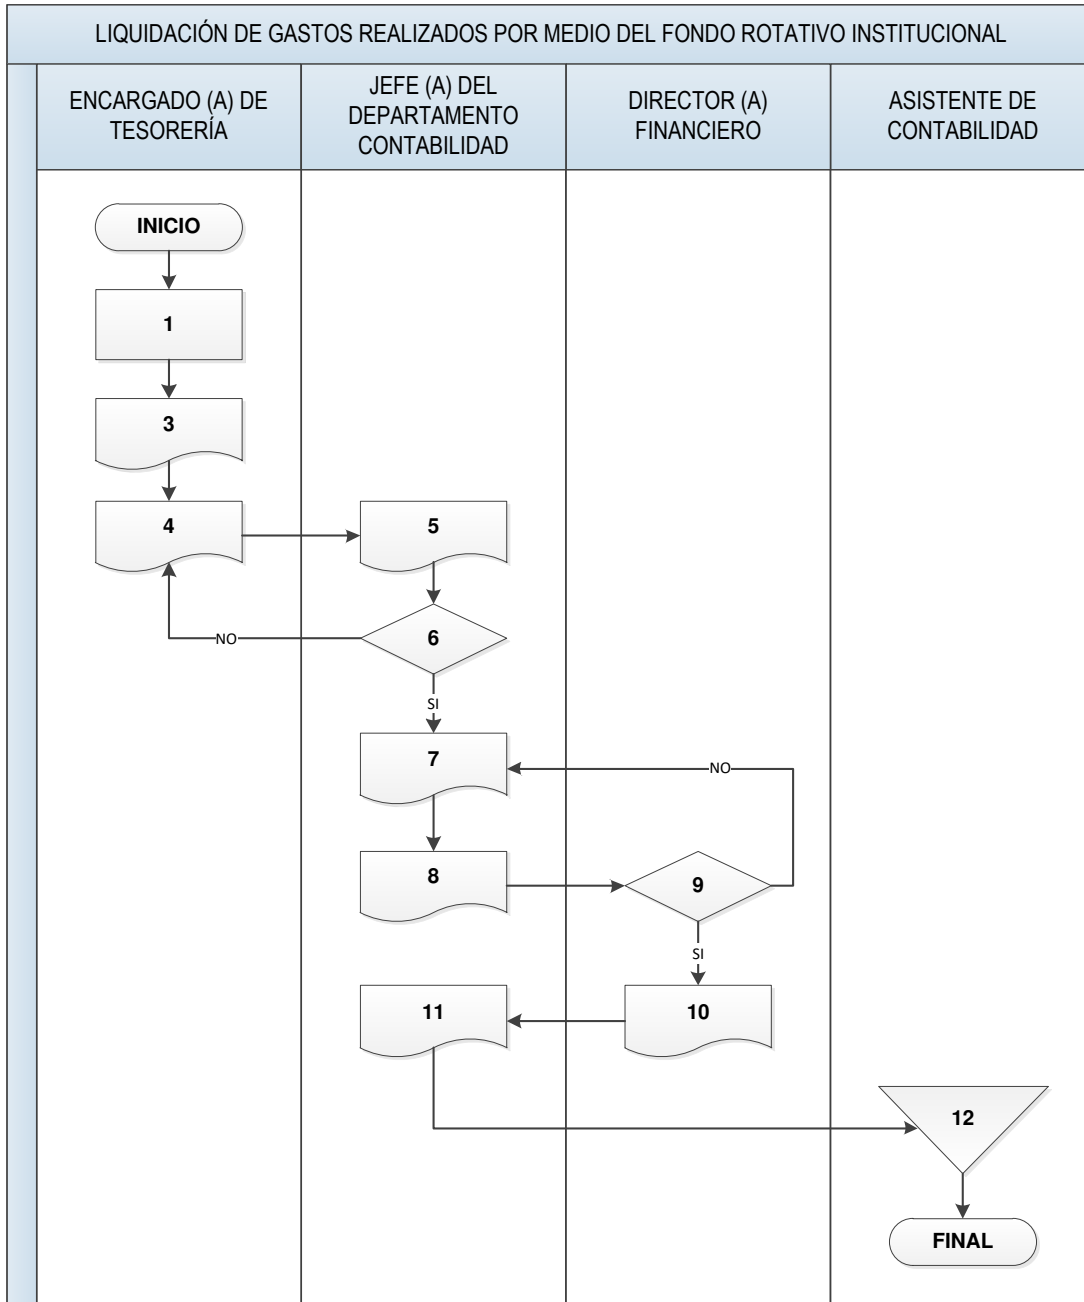 LIQUIDACIÓN DE GASTOS REALIZADOS POR MEDIO DEL FONDO ROTATIVO INSTITUCIONAL
ENCARGADO (A) DE
TESORERÍA
JEFE (A) DEL
DEPARTAMENTO
CONTABILIDAD
DIRECTOR (A)
FINANCIERO
ASISTENTE DE
CONTABILIDAD
INICIO
1
3
4
5
NO
6
SI
7
NO
8
9
SI
11
10
12
FINAL